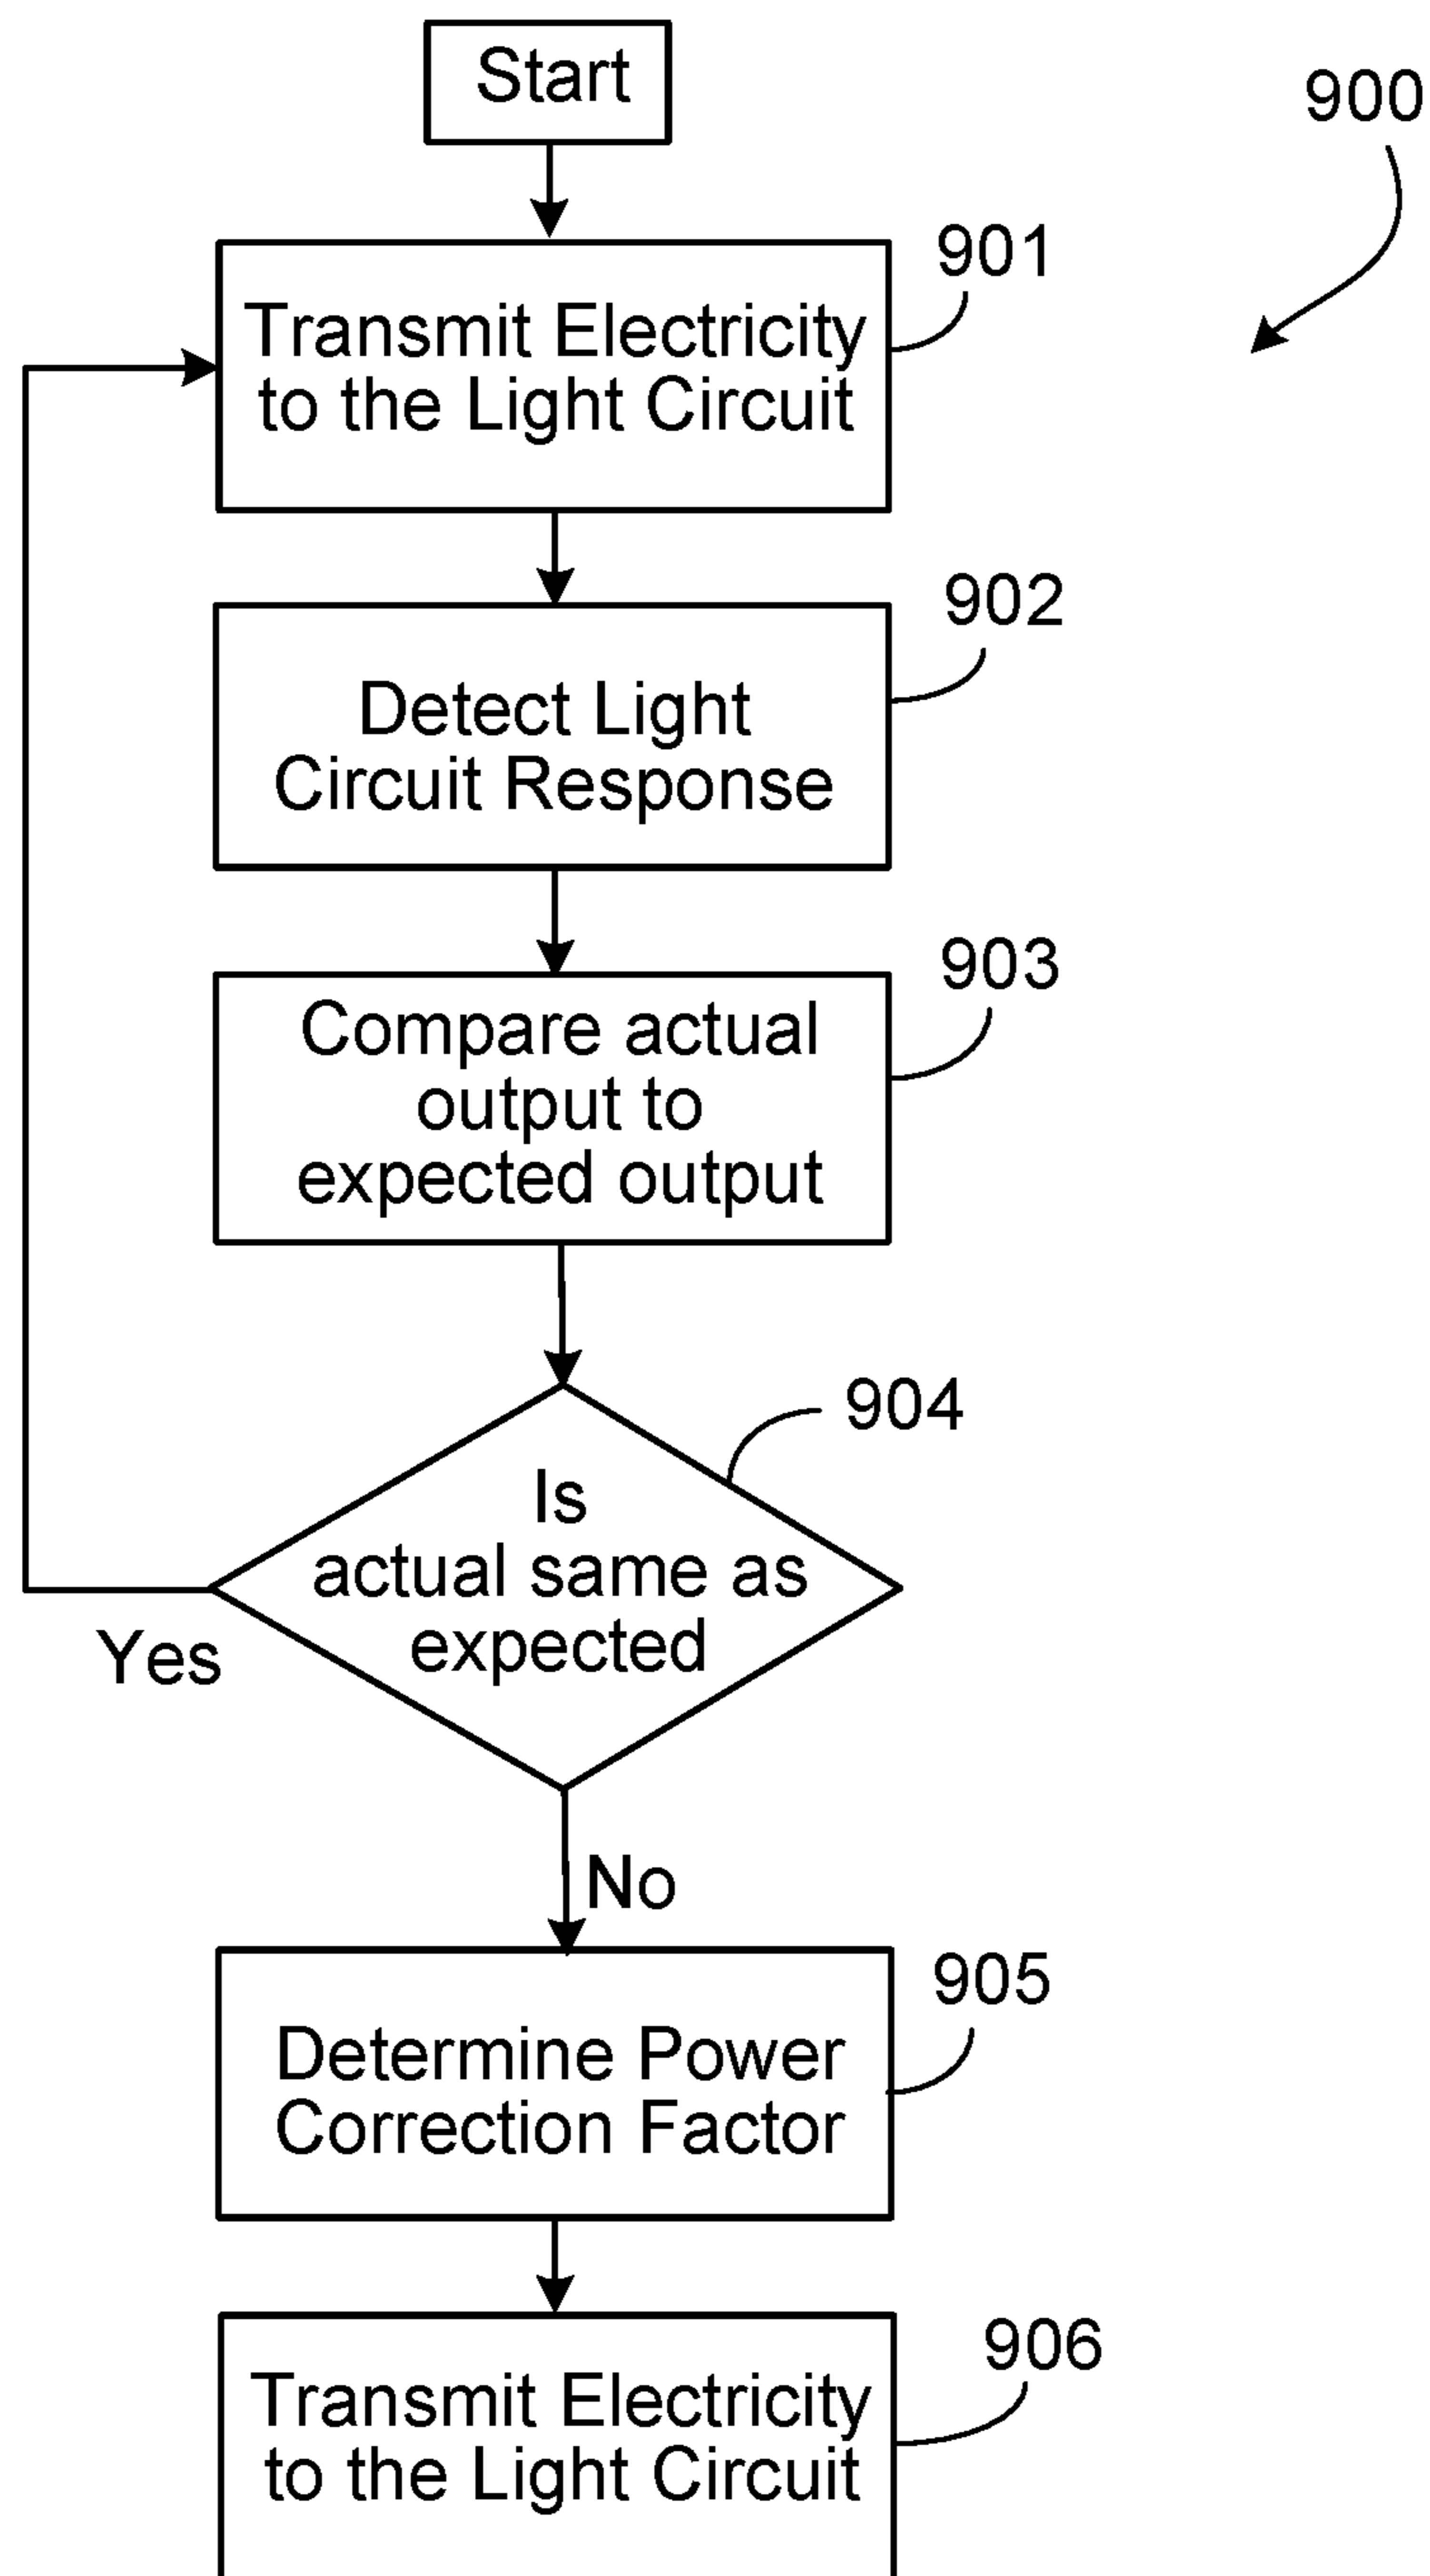 Start
900
901
Transmit Electricity
to the Light Circuit
902
Detect Light
Circuit Response
903
Compare actual
output to
expected output
904
Is
actual same as
expected
Yes
No
905
Determine Power
Correction Factor
906
Transmit Electricity
to the Light Circuit